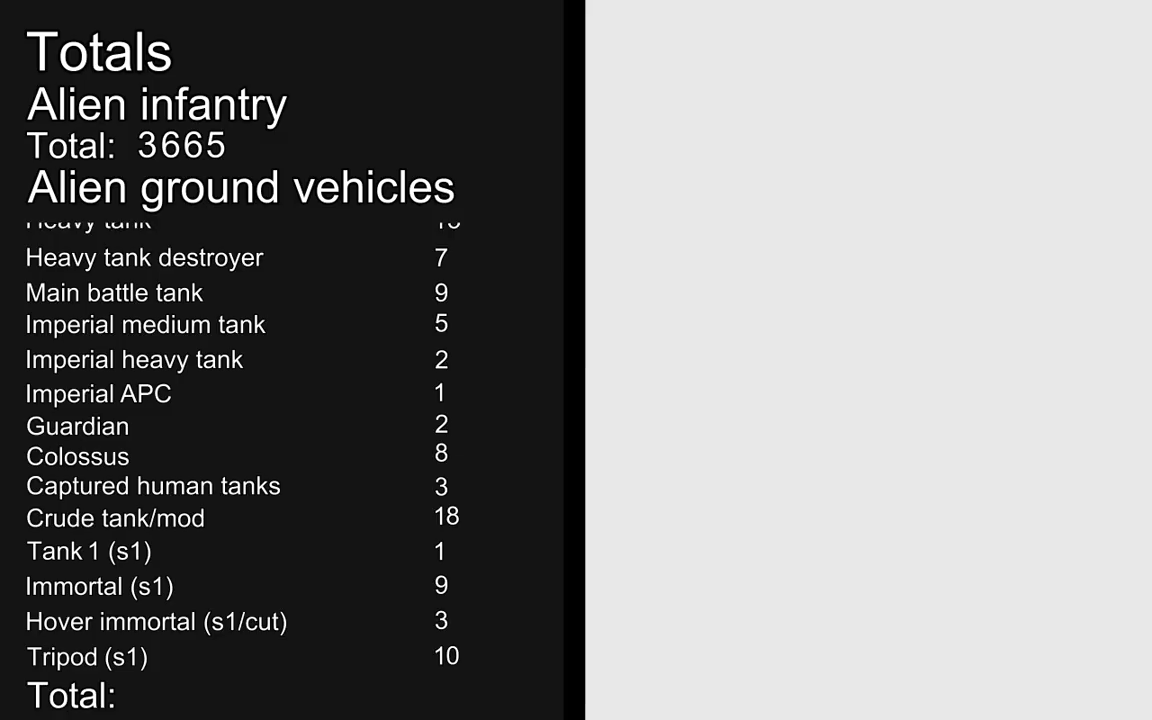 Totals
Alien infantry
Total: 3665
Alien ground vehicles
Heavy tank
Heavy tank destroyer 7
Main battle tank 9
Imperial medium tank 5
Imperial heavy tank 2
Imperial APC 1
Guardian 2
Colossus 8
Captured human tanks 3
Crude tank/mod 18
Tank 1 (s1) 1
Immortal (s1) 9
Hover immortal (s1/cut) 3
Tripod (s1) 10
Total: